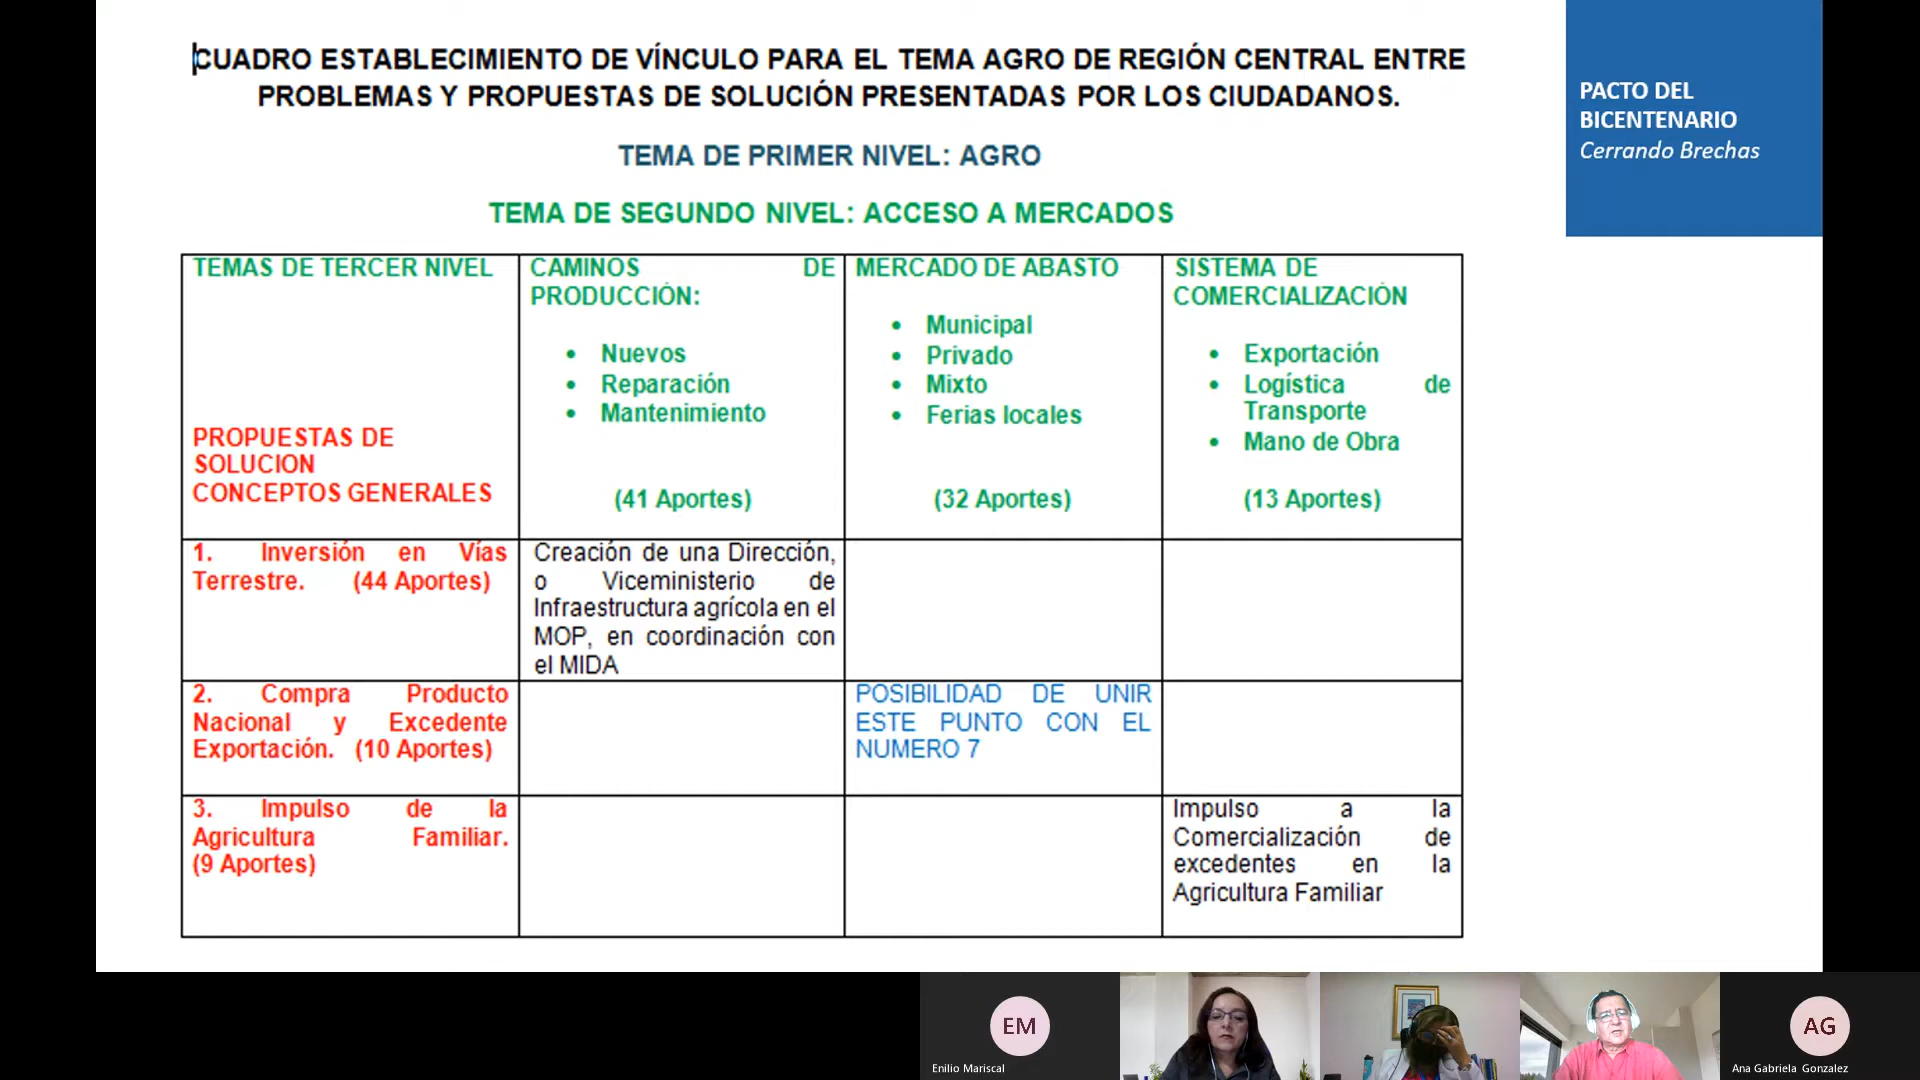 CUADRO ESTABLECIMIENTO DE VÍNCULO PARA EL TEMA AGRO DE REGIÓN CENTRAL ENTRE
PROBLEMAS Y PROPUESTAS DE SOLUCIÓN PRESENTADAS POR LOS CIUDADANOS.
TEMA DE PRIMER NIVEL: AGRO
TEMA DE SEGUNDO NIVEL: ACCESO A MERCADOS
PACTO DEL
BICENTENARIO
Cerrando Brechas
TEMAS DE TERCER NIVEL
PROPUESTAS DE
SOLUCION
CONCEPTOS GENERALES
CAMINOS DE
PRODUCCIÓN:
• Nuevos
• Reparación
• Mantenimiento
(41 Aportes)
MERCADO DE ABASTO
• Municipal
• Privado
• Mixto
• Ferias locales
(32 Aportes)
SISTEMA DE
COMERCIALIZACIÓN
• Exportación
• Logística de
Transporte
• Mano de Obra
(13 Aportes)
1. Inversión en Vías
Terrestre. (44 Aportes)
Creación de una Dirección,
o Viceministerio de
Infraestructura agrícola en el
MOP, en coordinación con
el MIDA
2. Compra Producto
Nacional y Excedente
Exportación. (10 Aportes)
POSIBILIDAD DE UNIR
ESTE PUNTO CON EL
NUMERO 7
3. Impulso de la
Agricultura Familiar.
(9 Aportes)
Impulso a la
Comercialización de
excedentes en la
Agricultura Familiar
EM
Enilio Mariscal
AG
Ana Gabriela Gonzalez